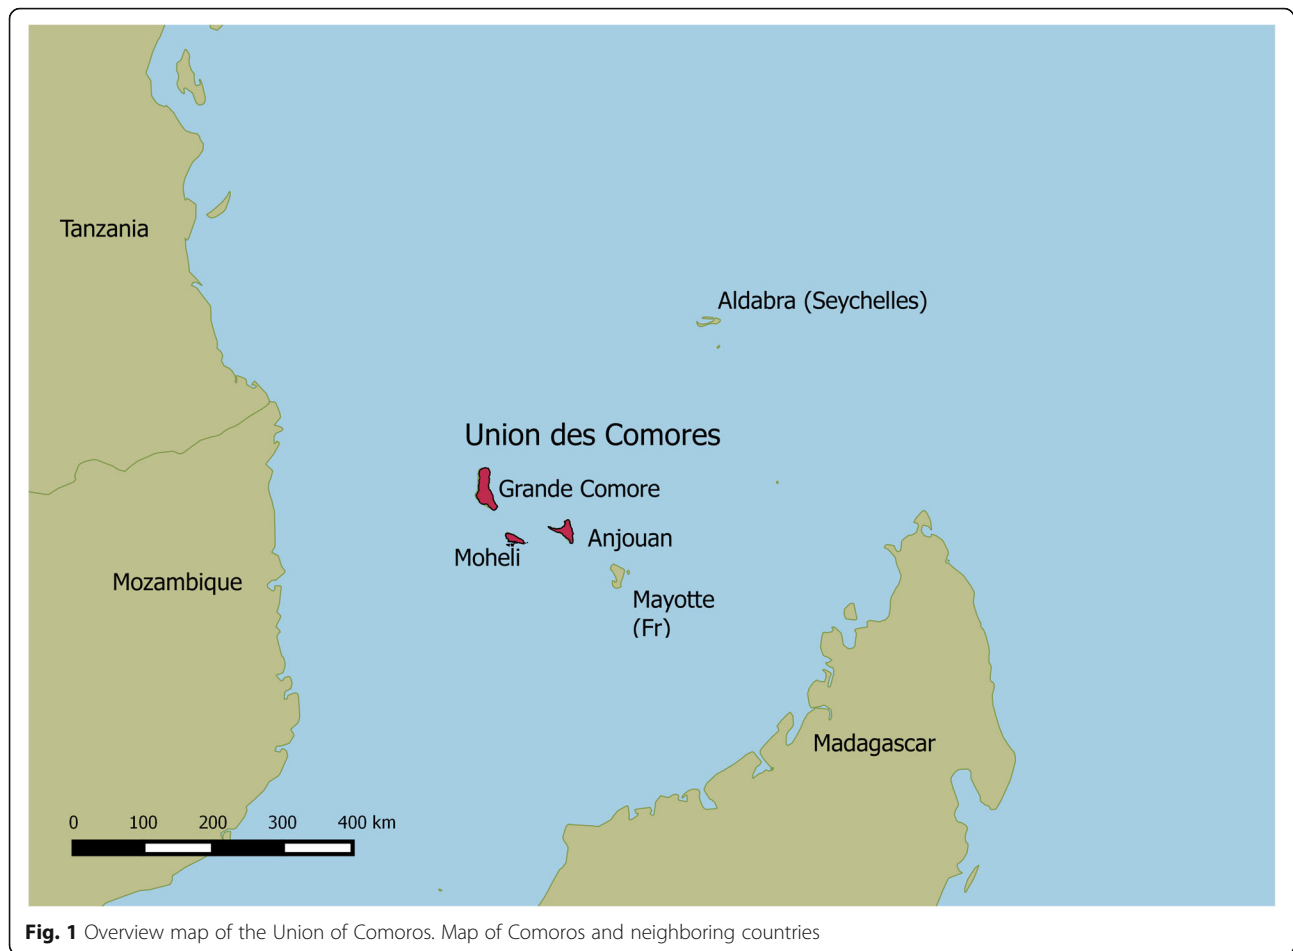 Tanzania
Aldabra (Seychelles)
Union des Comores
Grande Comore
Anjouan
Moheli
Mozambique
Mayotte
(Fr)
Madagascar
0 100 200 300 400 km
Fig. 1 Overview map of the Union of Comoros. Map of Comoros and neighboring countries